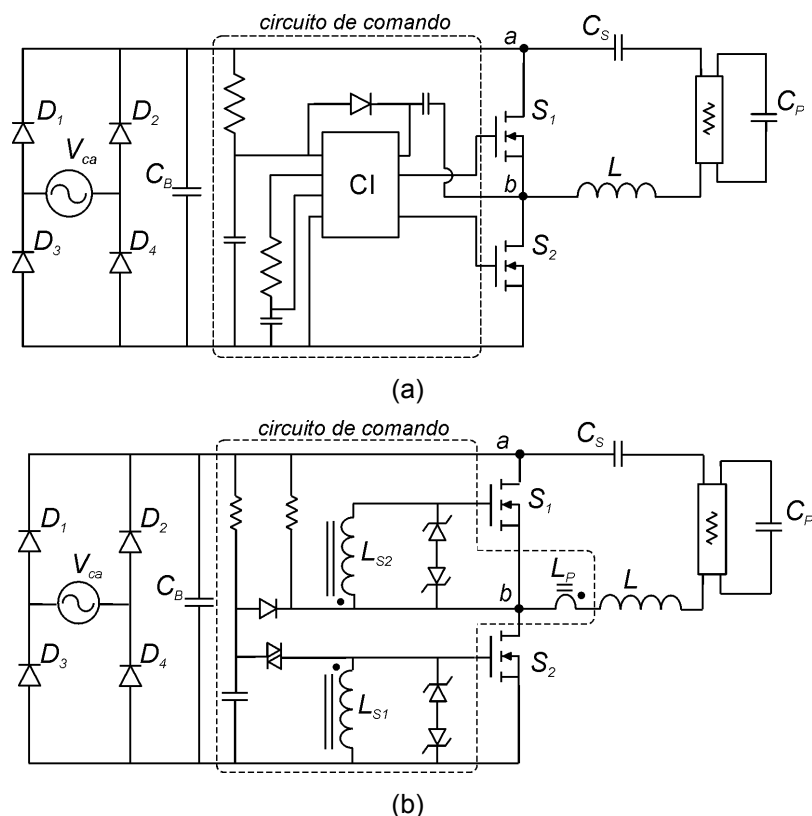 circuito de comando
a
C_S
D_1
D_2
S_1
C_P
V_ca
C_B
CI
b
L
D_3
D_4
S_2
(a)
circuito de comando
a
C_S
S_1
D_1
D_2
L_S2
C_P
V_ca
C_B
b
L_P
L
D_3
D_4
S_2
L_S1
(b)